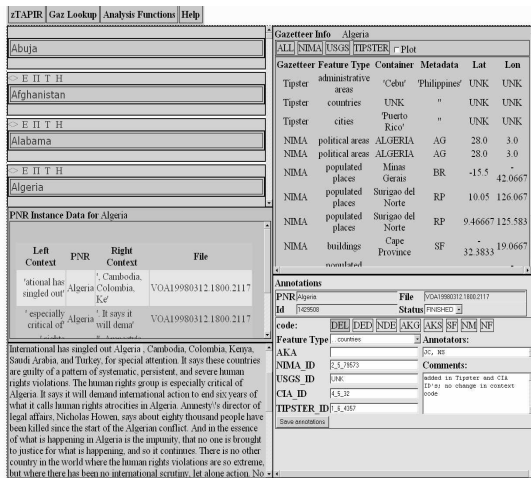 zTAPIR Gaz Lookup Analysis Functions Help
Abuja
<> E П T H
Afghanistan
<> E П T H
Alabama
<> E П T H
Algeria
PNR Instance Data for Algeria
Left Context PNR Right Context File
'ational has singled out' Algeria ', Cambodia, Colombia, Ke' VOA19980312.1800.2117
' especially critical of' Algeria '. It says it will dema' VOA19980312.1800.2117
International has singled out Algeria , Cambodia, Colombia, Kenya,
Saudi Arabia, and Turkey, for special attention. It says these countries
are guilty of a pattern of systematic, persistent, and severe human
rights violations. The human rights group is especially critical of
Algeria. It says it will demand international action to end six years of
what it calls human rights atrocities in Algeria. Amnesty\'s director of
legal affairs, Nicholas Howen, says about eighty thousand people have
been killed since the start of the Algerian conflict. And in the essence
of what is happening in Algeria is the impunity, that no one is brought
to justice for what is happening, and so it continues. There is no other
country in the world where the human rights violations are so extreme,
but where there has been no international scrutiny, let alone action. No
Gazetteer Info Algeria
ALL NIMA USGS TIPSTER Plot
Gazetteer Feature Type Container Metadata Lat Lon
Tipster administrative areas 'Cebu' 'Philippines' UNK UNK
Tipster countries UNK '' UNK UNK
Tipster cities 'Puerto Rico' '' UNK UNK
NIMA political areas ALGERIA AG 28.0 3.0
NIMA political areas ALGERIA AG 28.0 3.0
NIMA populated places Minas Gerais BR -15.5 -42.0667
NIMA populated places Surigao del Norte RP 10.05 126.067
NIMA populated places Surigao del Norte RP 9.46667 125.583
NIMA buildings Cape Province SF -32.3833 19.0667
populated
Annotations
PNR Algeria File VOA19980312.1800.2117
Id 1429508 Status FINISHED
code: DEL DED NDE AKG AKS SF NM NF
Feature Type countries Annotators:
AKA JC, NS
NIMA_ID 2_5_79573 Comments:
USGS_ID UNK added in Tipster and CIA
CIA_ID 4_5_32 ID's; no change in context
TIPSTER_ID 1_6_4357 code
Save annotations